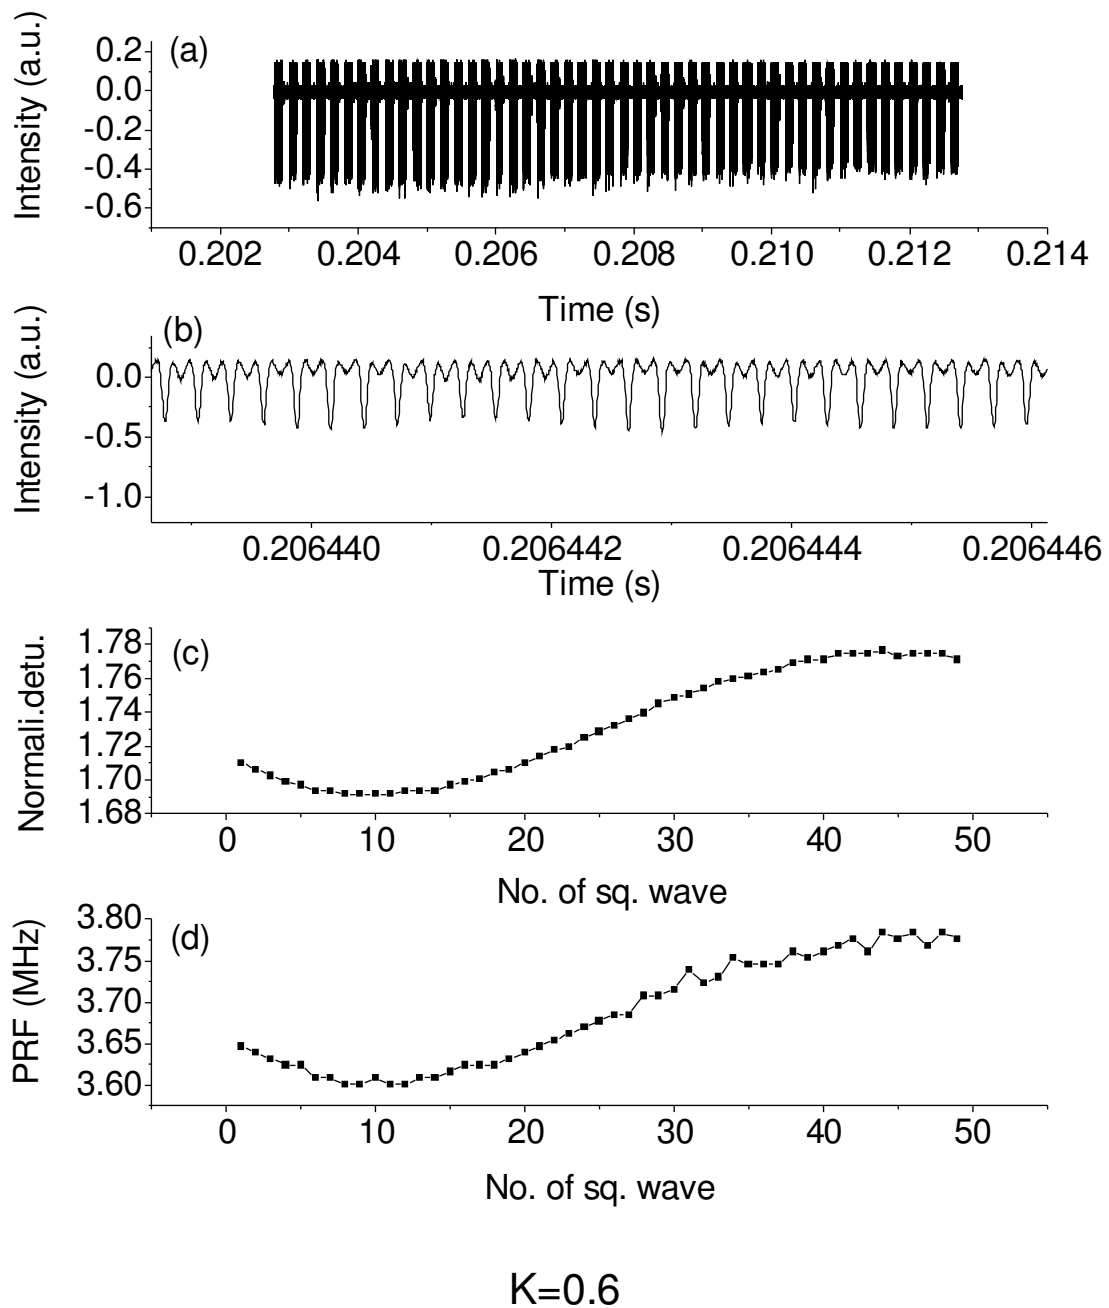 (a)
Intensity (a.u.)
0.2
0.0
-0.2
-0.4
-0.6
0.202 0.204 0.206 0.208 0.210 0.212 0.214
Time (s)
(b)
Intensity (a.u.)
0.0
-0.5
-1.0
0.206440 0.206442 0.206444 0.206446
Time (s)
(c)
Normali.detu.
1.78
1.76
1.74
1.72
1.70
1.68
0 10 20 30 40 50
No. of sq. wave
(d)
PRF (MHz)
3.80
3.75
3.70
3.65
3.60
0 10 20 30 40 50
No. of sq. wave
K=0.6